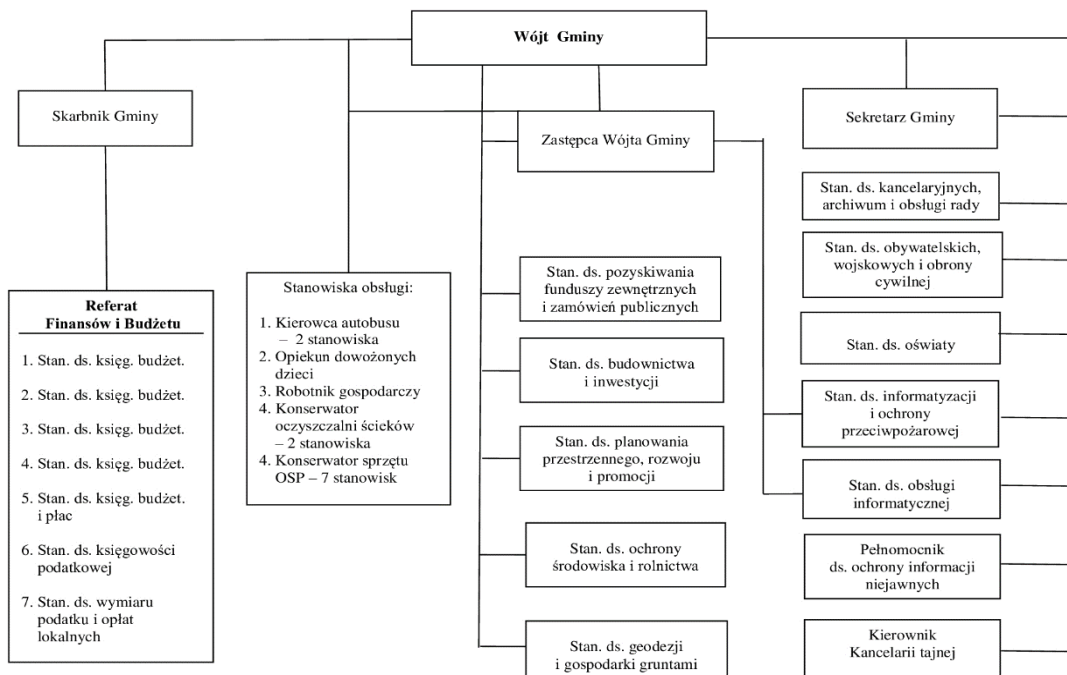 Wójt Gminy
Skarbnik Gminy
Zastępca Wójta Gminy
Sekretarz Gminy
Referat
Finansów i Budżetu
1. Stan. ds. księg. budżet.
2. Stan. ds. księg. budżet.
3. Stan. ds. księg. budżet.
4. Stan. ds. księg. budżet.
5. Stan. ds. księg. budżet.
i płac
6. Stan. ds. księgowości
podatkowej
7. Stan. ds. wymiaru
podatku i opłat
lokalnych
Stanowiska obsługi:
1. Kierowca autobusu
– 2 stanowiska
2. Opiekun dowożonych
dzieci
3. Robotnik gospodarczy
4. Konserwator
oczyszczalni ścieków
– 2 stanowiska
4. Konserwator sprzętu
OSP – 7 stanowisk
Stan. ds. pozyskiwania
funduszy zewnętrznych
i zamówień publicznych
Stan. ds. budownictwa
i inwestycji
Stan. ds. planowania
przestrzennego, rozwoju
i promocji
Stan. ds. ochrony
środowiska i rolnictwa
Stan. ds. geodezji
i gospodarki gruntami
Stan. ds. kancelaryjnych,
archiwum i obsługi rady
Stan. ds. obywatelskich,
wojskowych i obrony
cywilnej
Stan. ds. oświaty
Stan. ds. informatyzacji
i ochrony
przeciwpożarowej
Stan. ds. obsługi
informatycznej
Pełnomocnik
ds. ochrony informacji
niejawnych
Kierownik
Kancelarii tajnej